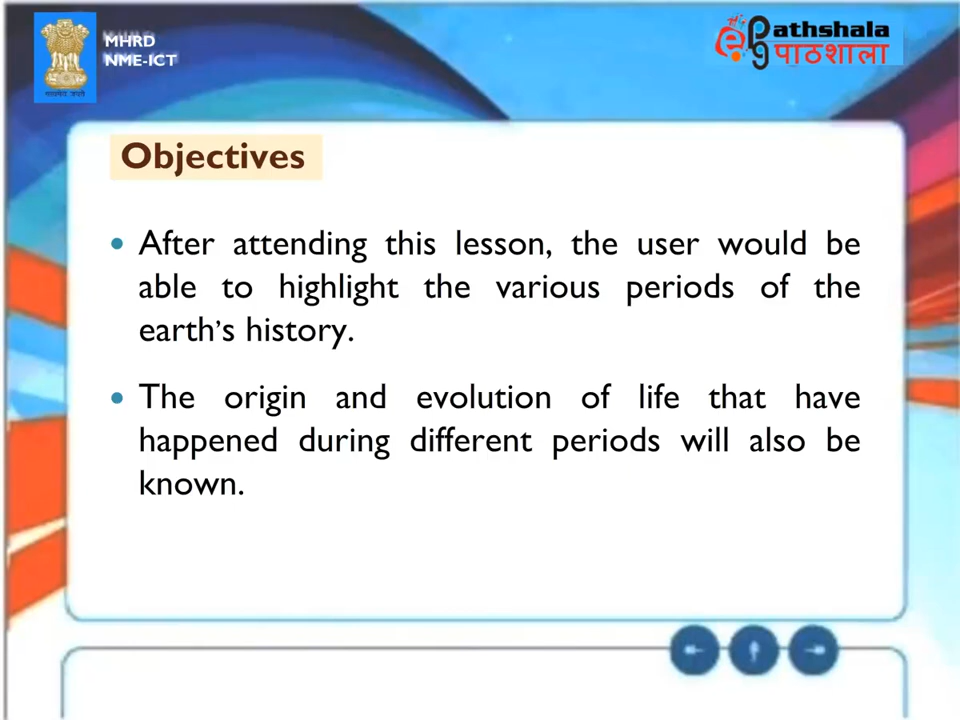 MHRD
NME-ICT
e pg athshala
पाठशाला
Objectives
• After attending this lesson, the user would be
able to highlight the various periods of the
earth's history.
• The origin and evolution of life that have
happened during different periods will also be
known.